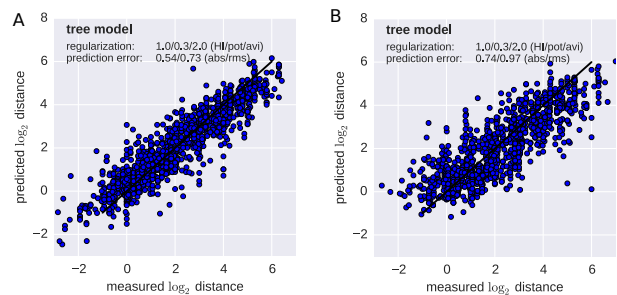 A
tree model
regularization: 1.0/0.3/2.0 (HI/pot/avi)
prediction error: 0.54/0.73 (abs/rms)
8
6
4
2
0
−2
predicted log2 distance
−2 0 2 4 6
measured log2 distance
B
tree model
regularization: 1.0/0.3/2.0 (HI/pot/avi)
prediction error: 0.74/0.97 (abs/rms)
8
6
4
2
0
−2
predicted log2 distance
−2 0 2 4 6
measured log2 distance